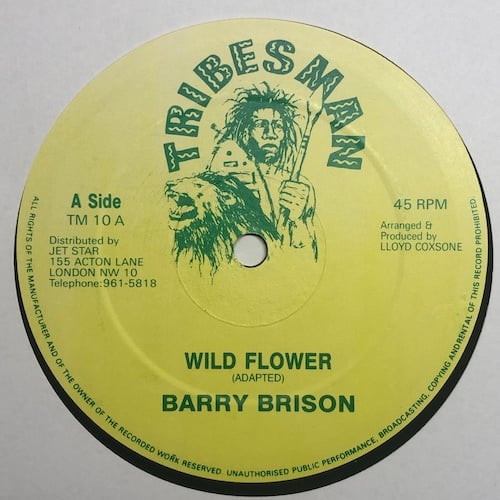 TRIBESMAN
A Side
TM 10 A
Distributed by
JET STAR
155 ACTON LANE
LONDON NW 10
Telephone:961-5818
45 RPM
Arranged &
Produced by
LLOYD COXSONE
WILD FLOWER
(ADAPTED)
BARRY BRISON
ALL RIGHTS OF THE MANUFACTURER AND OF THE OWNER OF THE RECORDED WORK RESERVED. UNAUTHORISED PUBLIC PERFORMANCE, BROADCASTING, COPYING ANDRENTAL OF THIS RECORD PROHIBITED.